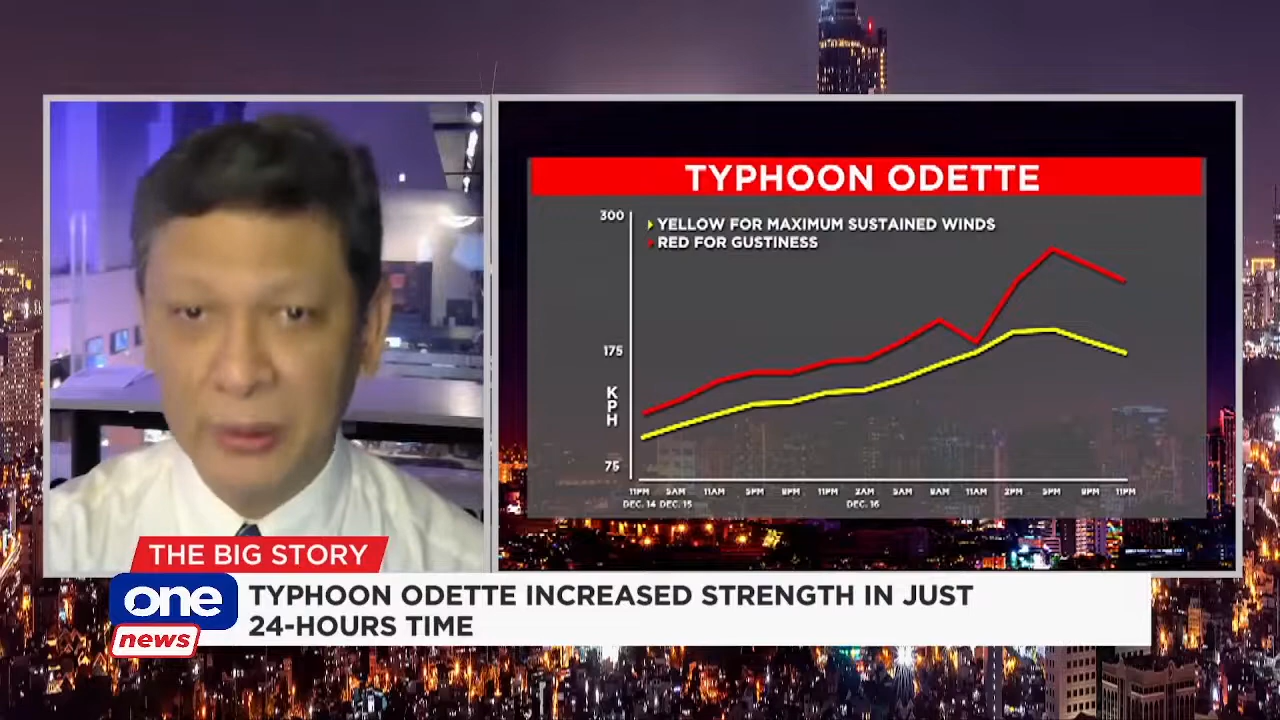 TYPHOON ODETTE
300
YELLOW FOR MAXIMUM SUSTAINED WINDS
RED FOR GUSTINESS
175
KPH
75
11PM 5AM 11AM 5PM 8PM 11PM 2AM 5AM 8AM 11AM 2PM 5PM 8PM 11PM
DEC. 14 DEC. 15 DEC. 16
THE BIG STORY
one
news
TYPHOON ODETTE INCREASED STRENGTH IN JUST
24-HOURS TIME